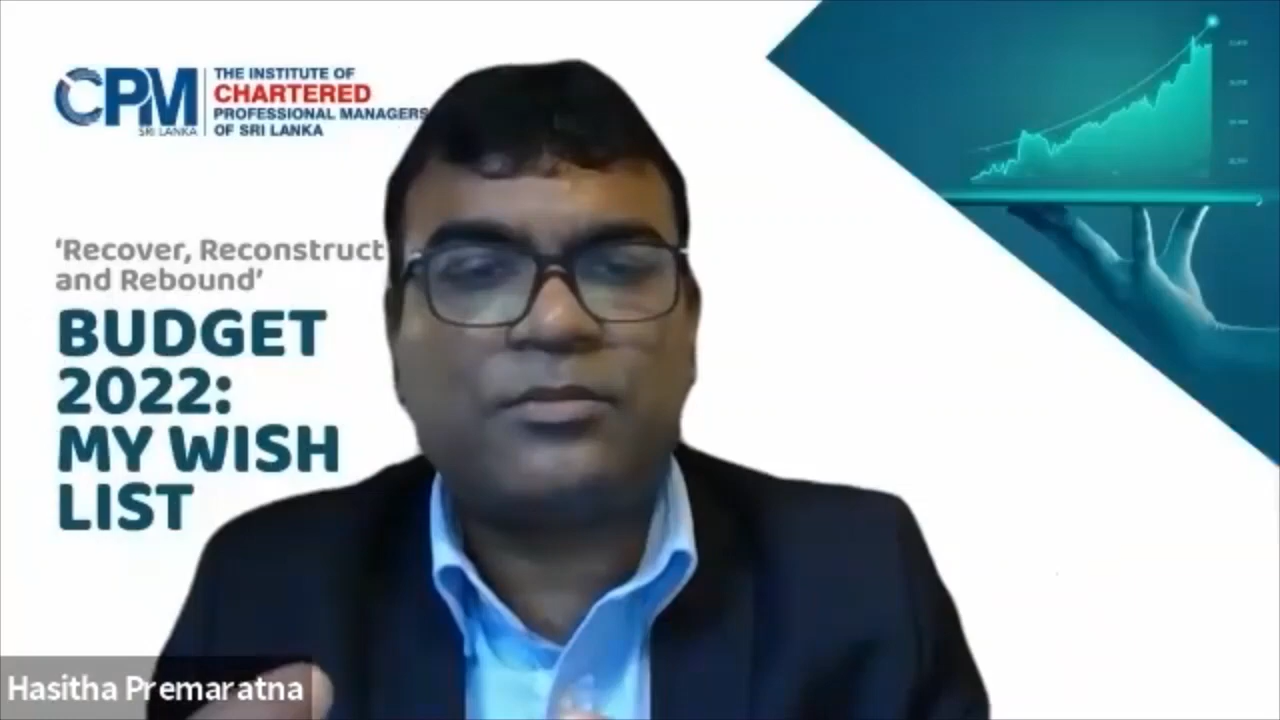 CPM
SRI LANKA
THE INSTITUTE OF
CHARTERED
PROFESSIONAL MANAGERS
OF SRI LANKA
‘Recover, Reconstruct
and Rebound’
BUDGET
2022:
MY WISH
LIST
Hasitha Premaratna